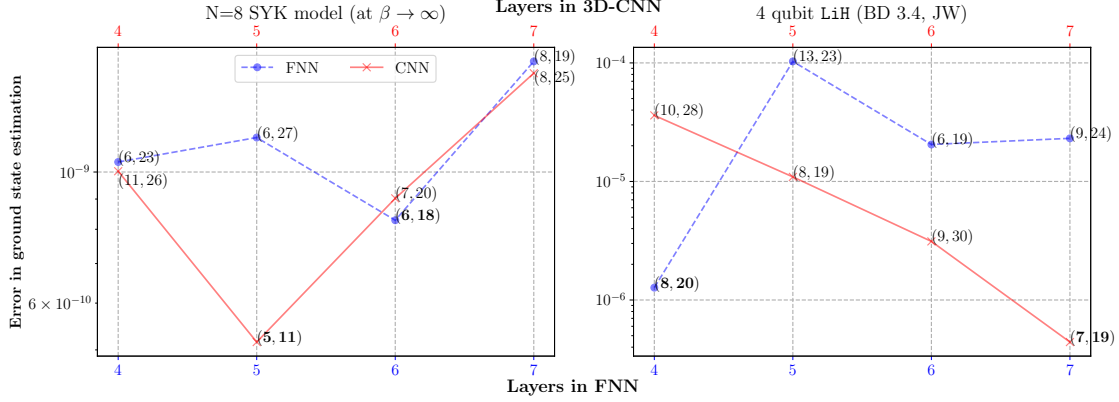 Layers in 3D-CNN
N=8 SYK model (at β → ∞)
4 qubit LiH (BD 3.4, JW)
4 5 6 7
4 5 6 7
FNN CNN
Error in ground state estimation
10⁻⁹
6 × 10⁻¹⁰
(6, 23)
(11, 26)
(6, 27)
(5, 11)
(7, 20)
(6, 18)
(8, 19)
(8, 25)
4 5 6 7
10⁻⁴
10⁻⁵
10⁻⁶
(10, 28)
(8, 20)
(13, 23)
(8, 19)
(6, 19)
(9, 30)
(9, 24)
(7, 19)
4 5 6 7
Layers in FNN